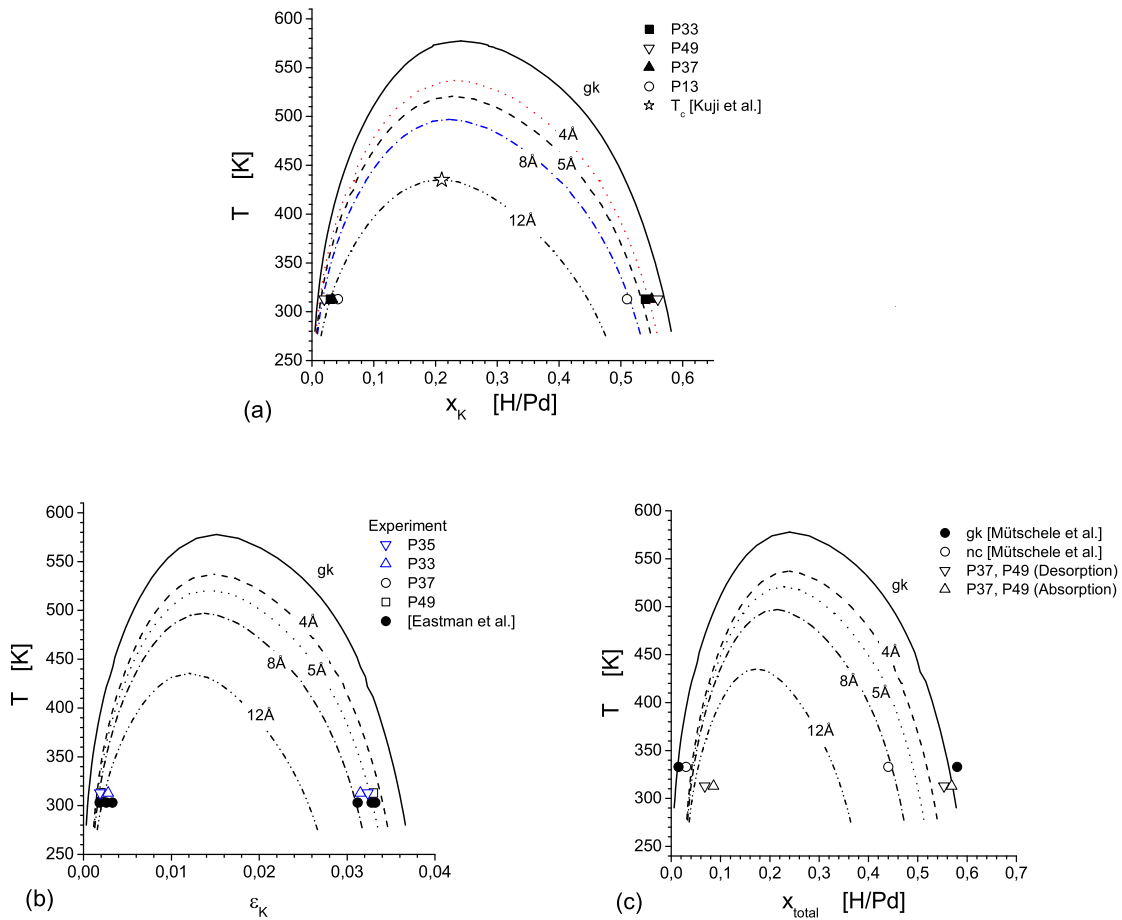 600
550
500
450
400
350
300
250
T [K]
0,0 0,1 0,2 0,3 0,4 0,5 0,6
x_K [H/Pd]
(a)
gk
4Å
5Å
8Å
12Å
P33
P49
P37
P13
T_c [Kuji et al.]
600
550
500
450
400
350
300
250
T [K]
0,00 0,01 0,02 0,03 0,04
ε_K
(b)
gk
4Å
5Å
8Å
12Å
Experiment
P35
P33
P37
P49
[Eastman et al.]
600
550
500
450
400
350
300
250
T [K]
0,0 0,1 0,2 0,3 0,4 0,5 0,6 0,7
x_total [H/Pd]
(c)
gk
4Å
5Å
8Å
12Å
gk [Mütschele et al.]
nc [Mütschele et al.]
P37, P49 (Desorption)
P37, P49 (Absorption)